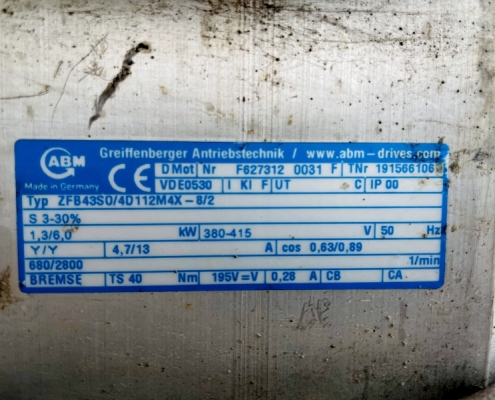 ABM Greiffenberger Antriebstechnik / www.abm-drives.com
Made in Germany CE D Mot Nr F627312 0031 F TNr 191566106
VDE0530 I KI F UT C IP 00
Typ ZFB43SO/4D112M4X-8/2
S 3-30%
1,3/6,0 kW 380-415 V 50 Hz
Y/Y 4,7/13 A cos 0,63/0,89
680/2800 1/min
BREMSE TS 40 Nm 195V=V 0,28 A CB CA